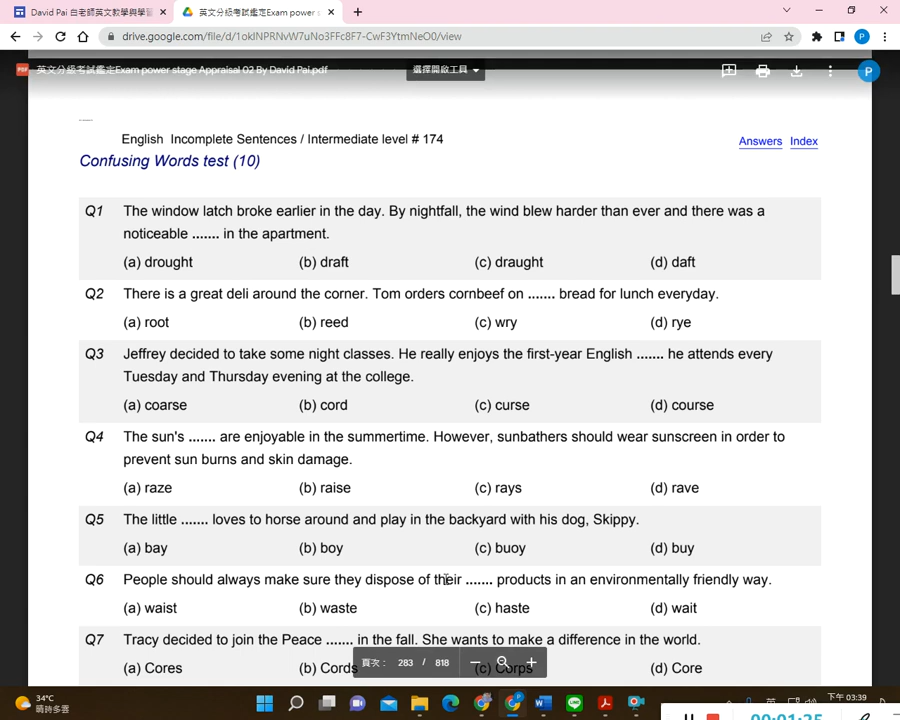 David Pai 白老師英文教學與學習
英文分級考試鑑定Exam power s
drive.google.com/file/d/1okINPRNvW7uNo3FFc8F7-CwF3YtmNeO0/view
P
PDF
英文分級考試鑑定Exam power stage Appraisal 02 By David Pai.pdf
選擇開啟工具
P
English Incomplete Sentences / Intermediate level # 174
Answers Index
Confusing Words test (10)
Q1 The window latch broke earlier in the day. By nightfall, the wind blew harder than ever and there was a
noticeable ....... in the apartment.
(a) drought (b) draft (c) draught (d) daft
Q2 There is a great deli around the corner. Tom orders cornbeef on ....... bread for lunch everyday.
(a) root (b) reed (c) wry (d) rye
Q3 Jeffrey decided to take some night classes. He really enjoys the first-year English ....... he attends every
Tuesday and Thursday evening at the college.
(a) coarse (b) cord (c) curse (d) course
Q4 The sun's ....... are enjoyable in the summertime. However, sunbathers should wear sunscreen in order to
prevent sun burns and skin damage.
(a) raze (b) raise (c) rays (d) rave
Q5 The little ....... loves to horse around and play in the backyard with his dog, Skippy.
(a) bay (b) boy (c) buoy (d) buy
Q6 People should always make sure they dispose of their ....... products in an environmentally friendly way.
(a) waist (b) waste (c) haste (d) wait
Q7 Tracy decided to join the Peace ....... in the fall. She wants to make a difference in the world.
(a) Cores (b) Cords (c) Corps (d) Core
頁次： 283 / 818
34°C
晴時多雲
英
下午 03:39
00:01:25